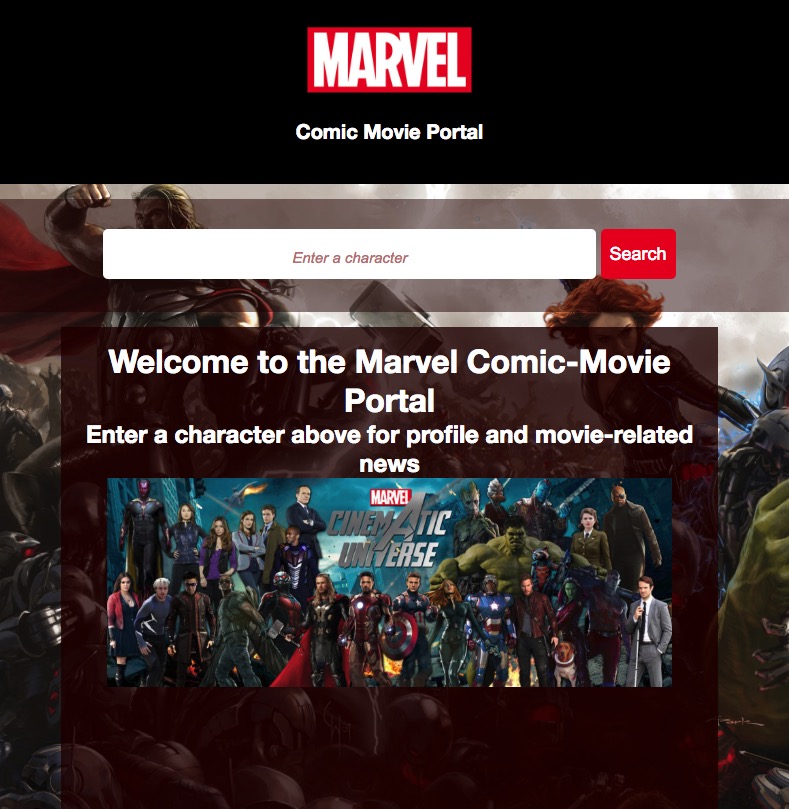 MARVEL
Comic Movie Portal
Enter a character
Search
Welcome to the Marvel Comic-Movie
Portal
Enter a character above for profile and movie-related
news
MARVEL
CINEMATIC
UNIVERSE